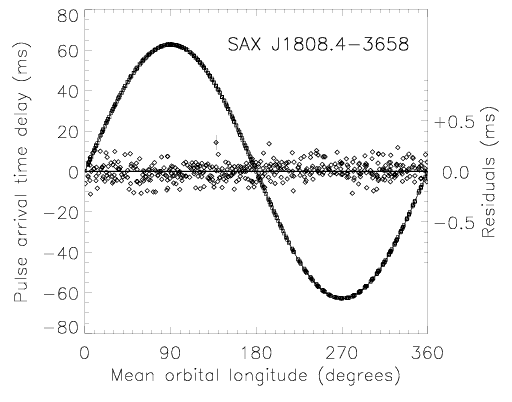 80
60
40
20
0
−20
−40
−60
−80
Pulse arrival time delay (ms)
SAX J1808.4−3658
+0.5
0.0
−0.5
Residuals (ms)
0 90 180 270 360
Mean orbital longitude (degrees)